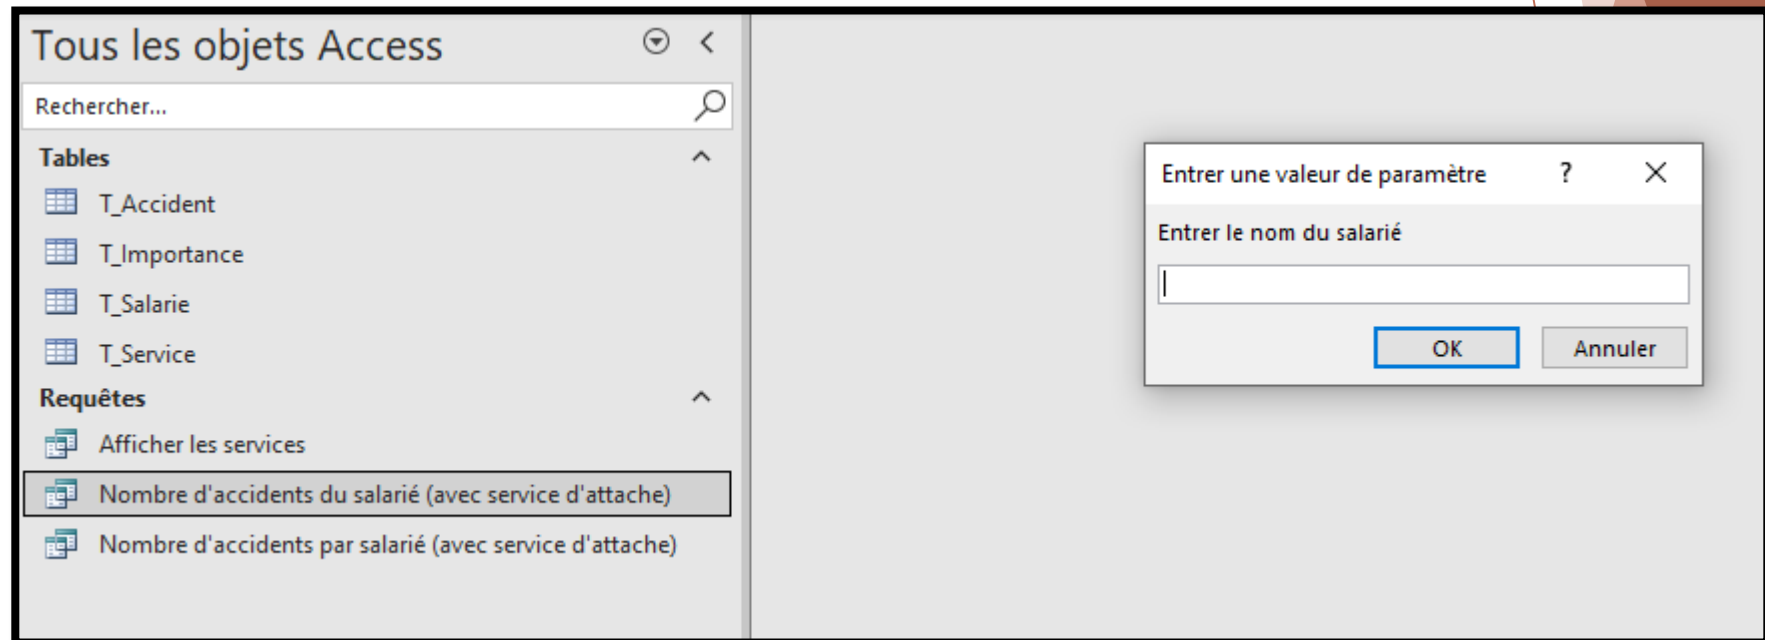 Tous les objets Access
Rechercher...
Tables
T_Accident
T_Importance
T_Salarie
T_Service
Requêtes
Afficher les services
Nombre d'accidents du salarié (avec service d'attache)
Nombre d'accidents par salarié (avec service d'attache)
Entrer une valeur de paramètre ?
Entrer le nom du salarié
OK Annuler